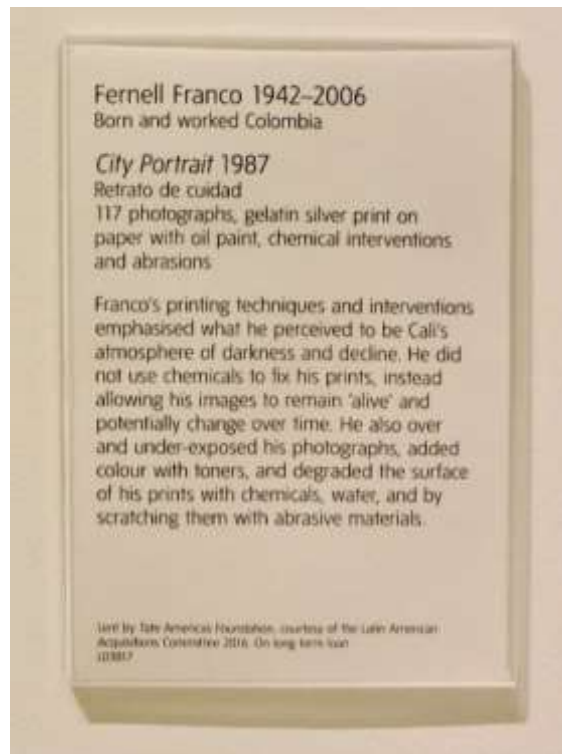 Fernell Franco 1942–2006
Born and worked Colombia
City Portrait 1987
Retrato de cuidad
117 photographs, gelatin silver print on
paper with oil paint, chemical interventions
and abrasions
Franco's printing techniques and interventions
emphasised what he perceived to be Cali's
atmosphere of darkness and decline. He did
not use chemicals to fix his prints, instead
allowing his images to remain 'alive' and
potentially change over time. He also over
and under-exposed his photographs, added
colour with toners, and degraded the surface
of his prints with chemicals, water, and by
scratching them with abrasive materials.
Lent by Tate Americas Foundation, courtesy of the Latin American
Acquisitions Committee 2016. On long term loan